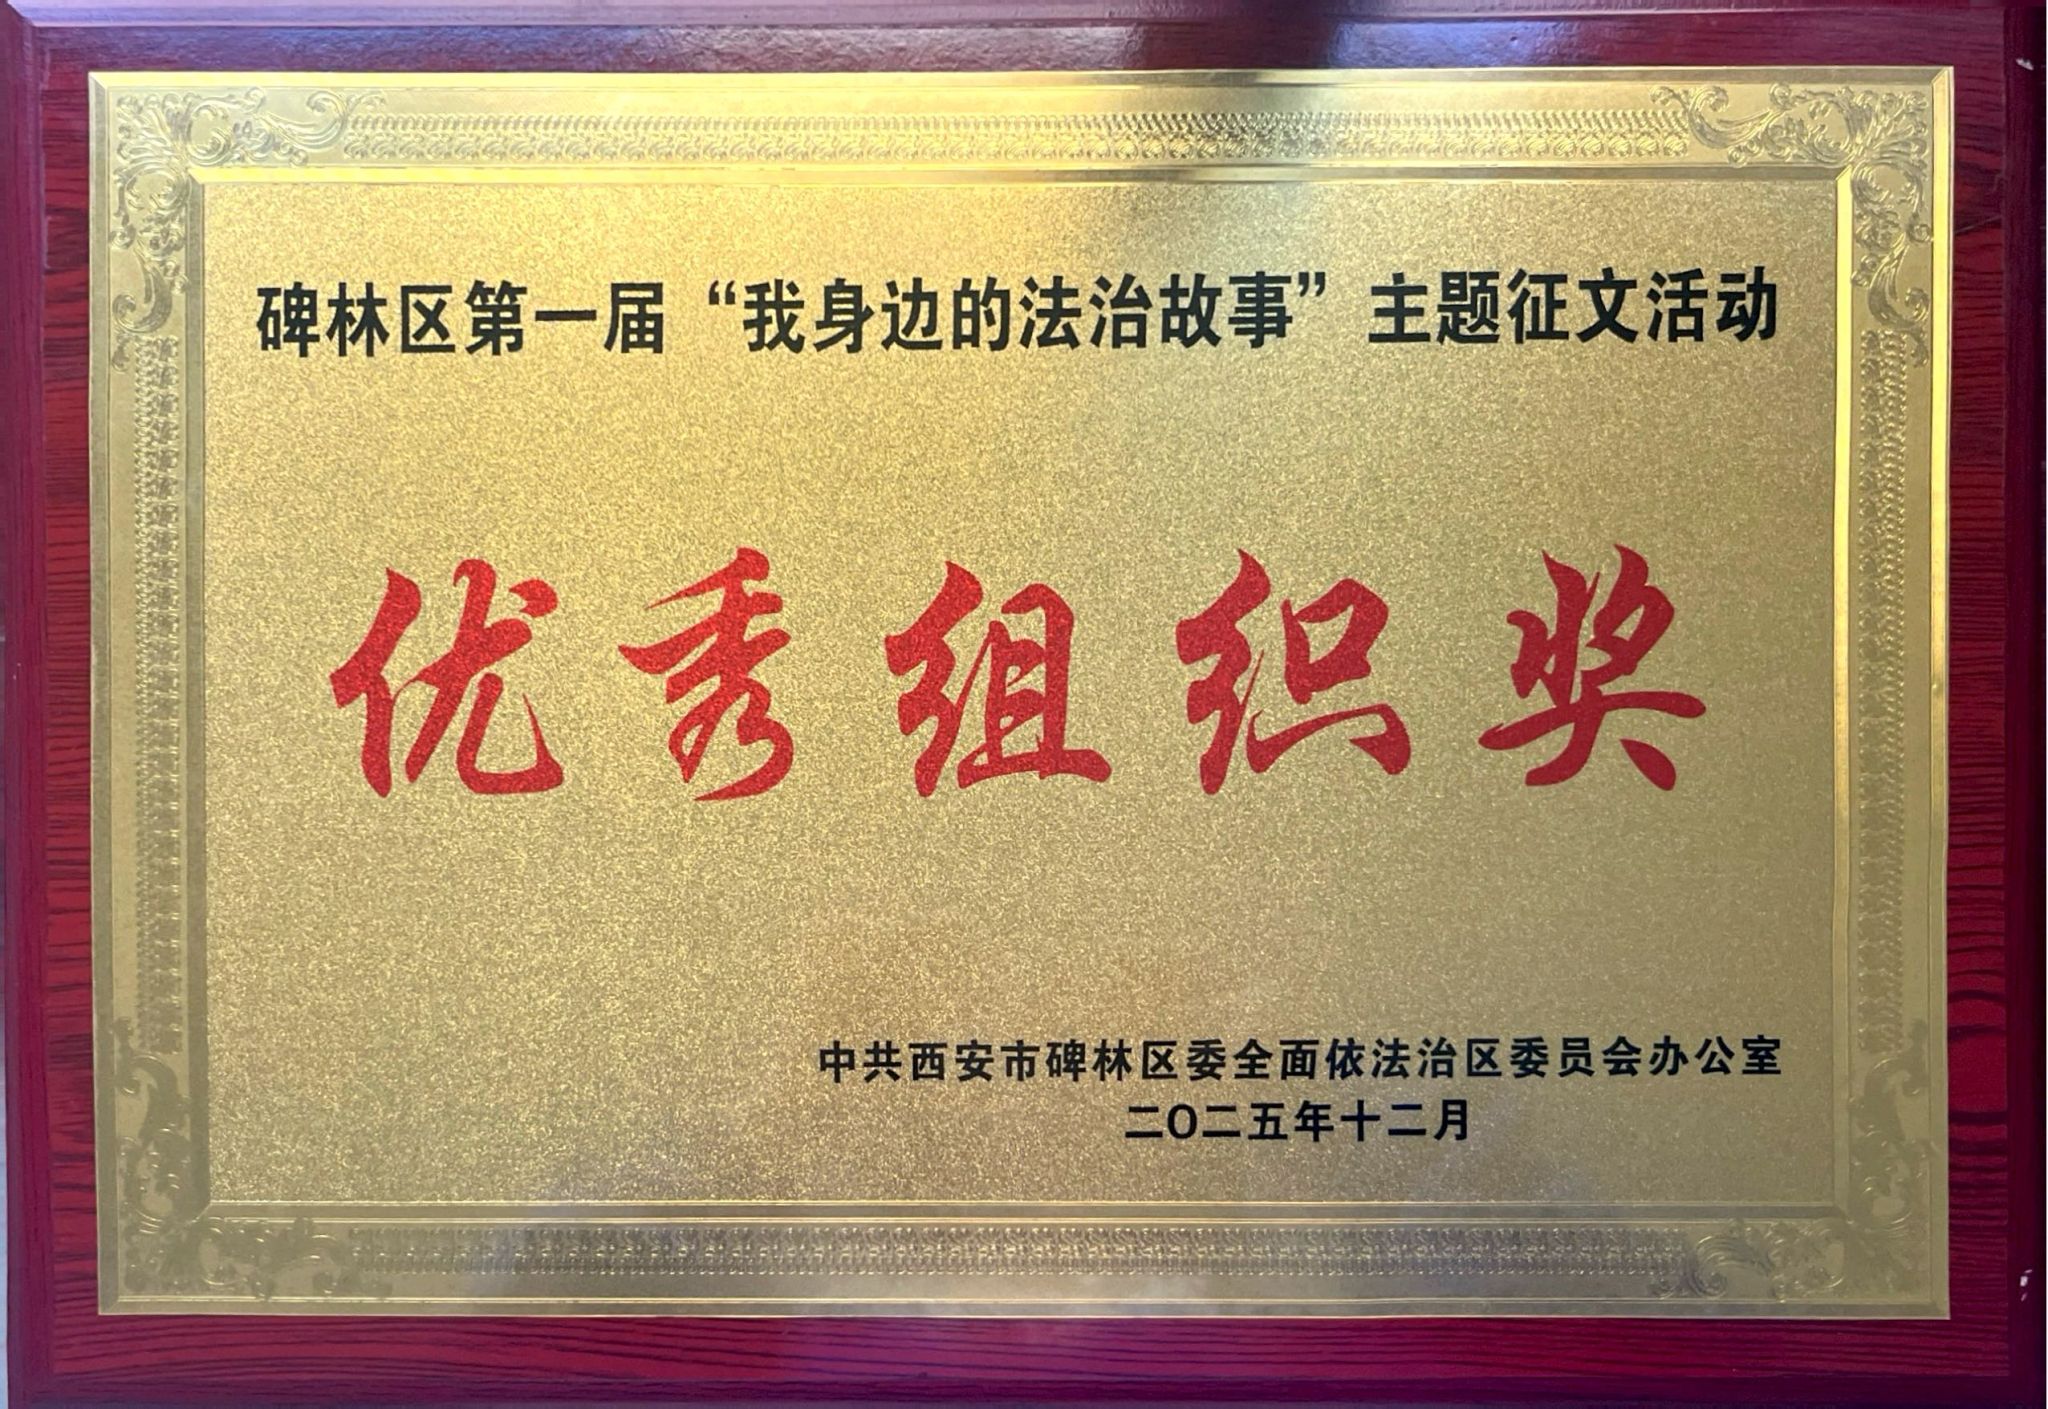 碑林区第一届“我身边的法治故事”主题征文活动
优秀组织奖
中共西安市碑林区委全面依法治区委员会办公室
二〇二五年十二月